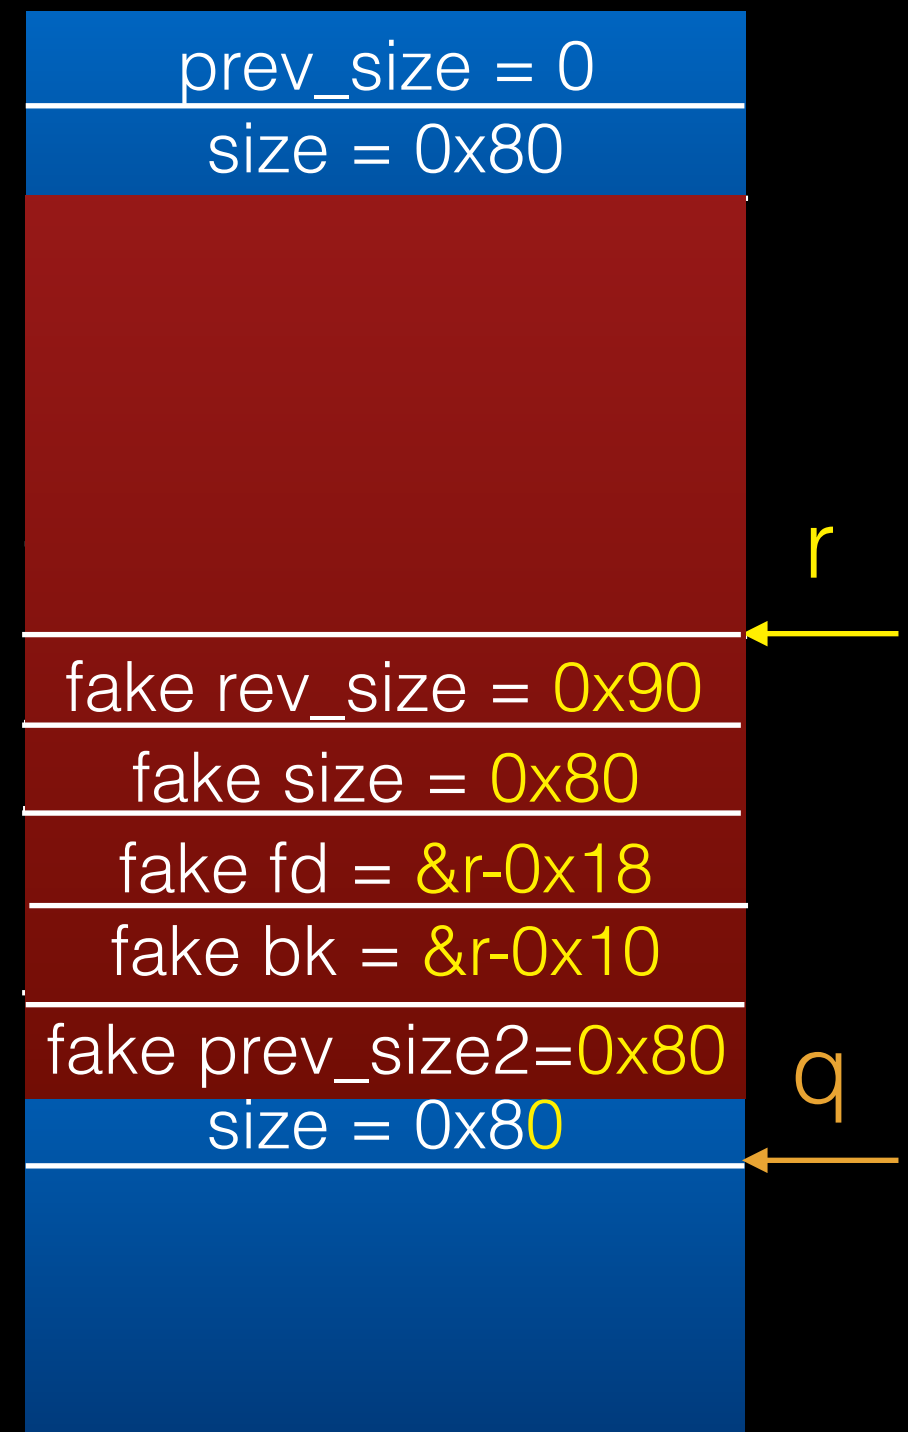 prev_size = 0
size = 0x80
r
fake rev_size = 0x90
fake size = 0x80
fake fd = &r-0x18
fake bk = &r-0x10
fake prev_size2=0x80
q
size = 0x80